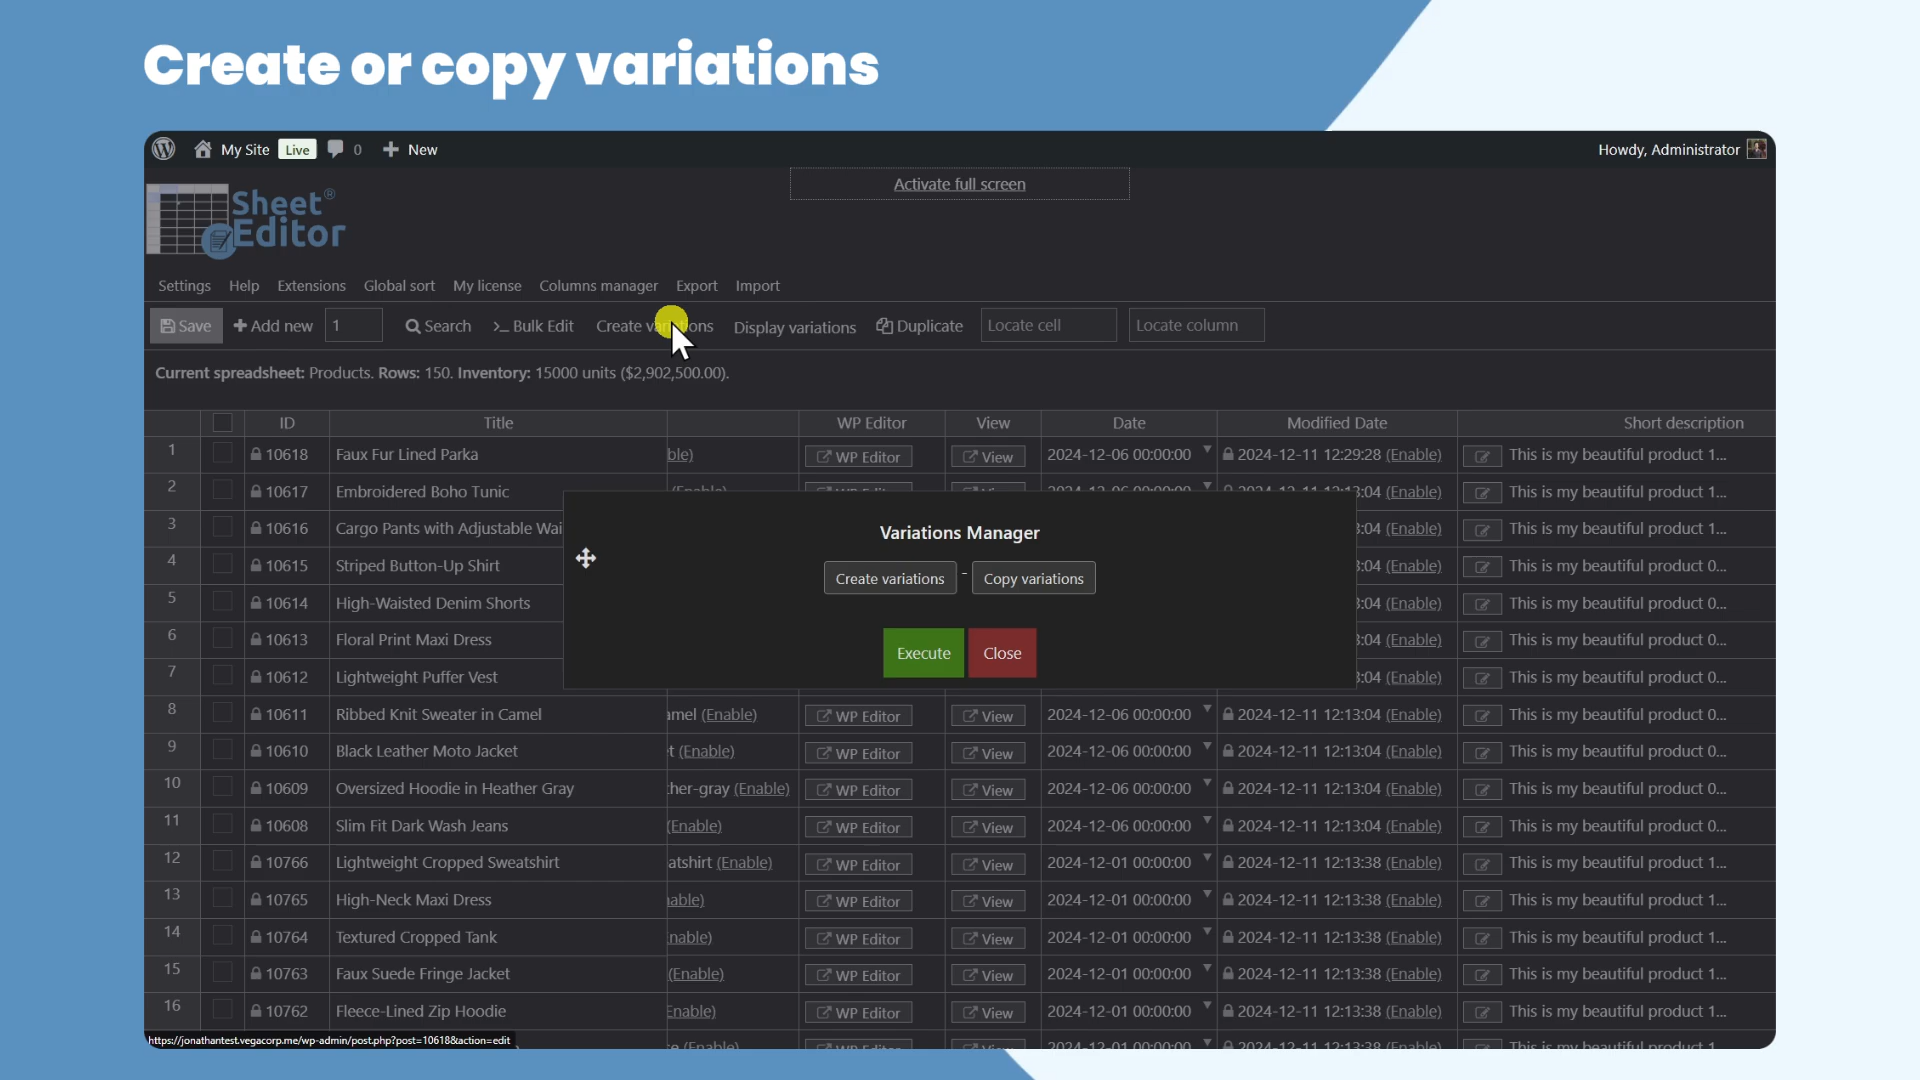 Create or copy variations
My Site Live 0 New Howdy, Administrator
Activate full screen
Sheet®
Editor
Settings Help Extensions Global sort My license Columns manager Export Import
Save Add new 1 Search Bulk Edit Create variations Display variations Duplicate Locate cell Locate column
Current spreadsheet: Products. Rows: 150. Inventory: 15000 units ($2,902,500.00).
ID Title WP Editor View Date Modified Date Short description
1 10618 Faux Fur Lined Parka ble) WP Editor View 2024-12-06 00:00:00 2024-12-11 12:29:28 (Enable) This is my beautiful product 1...
2 10617 Embroidered Boho Tunic :04 (Enable) This is my beautiful product 1...
3 10616 Cargo Pants with Adjustable Wai :04 (Enable) This is my beautiful product 1...
Variations Manager
4 10615 Striped Button-Up Shirt :04 (Enable) This is my beautiful product 0...
Create variations - Copy variations
5 10614 High-Waisted Denim Shorts :04 (Enable) This is my beautiful product 0...
6 10613 Floral Print Maxi Dress :04 (Enable) This is my beautiful product 0...
Execute Close
7 10612 Lightweight Puffer Vest :04 (Enable) This is my beautiful product 0...
8 10611 Ribbed Knit Sweater in Camel amel (Enable) WP Editor View 2024-12-06 00:00:00 2024-12-11 12:13:04 (Enable) This is my beautiful product 0...
9 10610 Black Leather Moto Jacket t (Enable) WP Editor View 2024-12-06 00:00:00 2024-12-11 12:13:04 (Enable) This is my beautiful product 0...
10 10609 Oversized Hoodie in Heather Gray her-gray (Enable) WP Editor View 2024-12-06 00:00:00 2024-12-11 12:13:04 (Enable) This is my beautiful product 0...
11 10608 Slim Fit Dark Wash Jeans (Enable) WP Editor View 2024-12-06 00:00:00 2024-12-11 12:13:04 (Enable) This is my beautiful product 0...
12 10766 Lightweight Cropped Sweatshirt atshirt (Enable) WP Editor View 2024-12-01 00:00:00 2024-12-11 12:13:38 (Enable) This is my beautiful product 1...
13 10765 High-Neck Maxi Dress able) WP Editor View 2024-12-01 00:00:00 2024-12-11 12:13:38 (Enable) This is my beautiful product 1...
14 10764 Textured Cropped Tank nable) WP Editor View 2024-12-01 00:00:00 2024-12-11 12:13:38 (Enable) This is my beautiful product 1...
15 10763 Faux Suede Fringe Jacket (Enable) WP Editor View 2024-12-01 00:00:00 2024-12-11 12:13:38 (Enable) This is my beautiful product 1...
16 10762 Fleece-Lined Zip Hoodie Enable) WP Editor View 2024-12-01 00:00:00 2024-12-11 12:13:38 (Enable) This is my beautiful product 1...
https://jonathantest.vegacorp.me/wp-admin/post.php?post=10618&action=edit